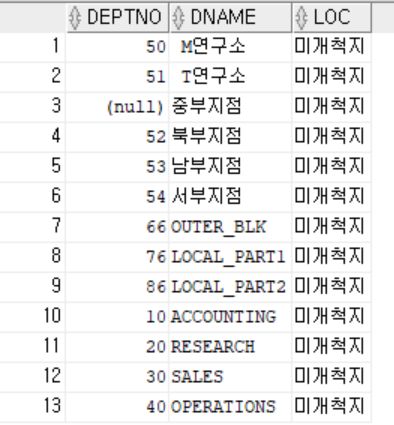 DEPTNO DNAME LOC
1 50 M연구소 미개척지
2 51 T연구소 미개척지
3 (null) 중부지점 미개척지
4 52 북부지점 미개척지
5 53 남부지점 미개척지
6 54 서부지점 미개척지
7 66 OUTER_BLK 미개척지
8 76 LOCAL_PART1 미개척지
9 86 LOCAL_PART2 미개척지
10 10 ACCOUNTING 미개척지
11 20 RESEARCH 미개척지
12 30 SALES 미개척지
13 40 OPERATIONS 미개척지